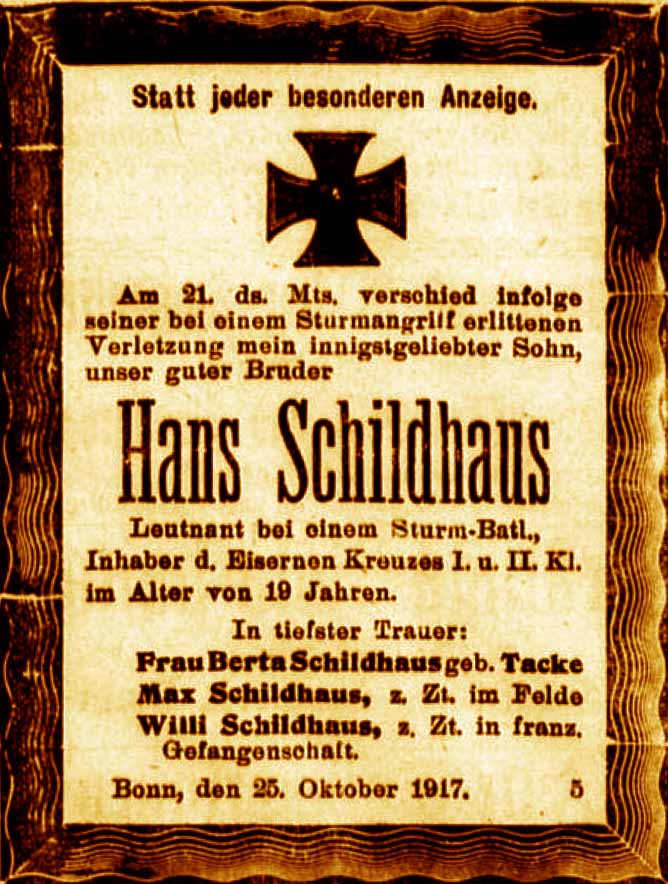 Statt jeder besonderen Anzeige.
Am 21. ds. Mts. verschied infolge
seiner bei einem Sturmangriff erlittenen
Verletzung mein innigstgeliebter Sohn,
unser guter Bruder
Hans Schildhaus
Leutnant bei einem Sturm-Batl.,
Inhaber d. Eisernen Kreuzes I. u. II. Kl.
im Alter von 19 Jahren.
In tiefster Trauer:
Frau Berta Schildhaus geb. Tacke
Max Schildhaus, z. Zt. im Felde
Willi Schildhaus, z. Zt. in franz.
Gefangenschaft.
Bonn, den 25. Oktober 1917. 5